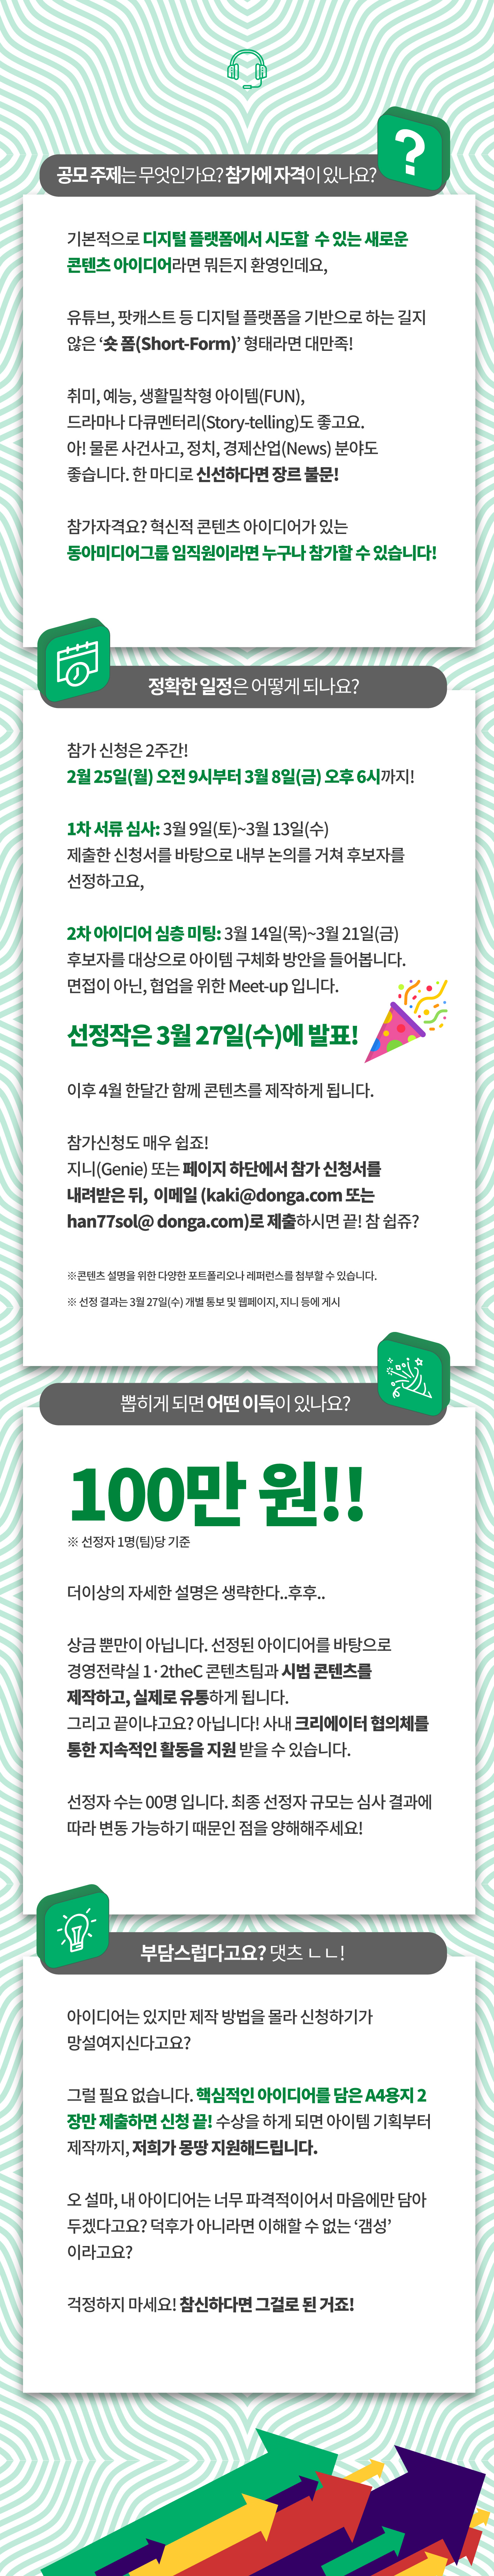 공모 주제는 무엇인가요? 참가에 자격이 있나요?
?
기본적으로 디지털 플랫폼에서 시도할 수 있는 새로운
콘텐츠 아이디어라면 뭐든지 환영인데요,
유튜브, 팟캐스트 등 디지털 플랫폼을 기반으로 하는 길지
않은 ‘숏 폼(Short-Form)’ 형태라면 대만족!
취미, 예능, 생활밀착형 아이템(FUN),
드라마나 다큐멘터리(Story-telling)도 좋고요.
아! 물론 사건사고, 정치, 경제산업(News) 분야도
좋습니다. 한 마디로 신선하다면 장르 불문!
참가자격요? 혁신적 콘텐츠 아이디어가 있는
동아미디어그룹 임직원이라면 누구나 참가할 수 있습니다!
정확한 일정은 어떻게 되나요?
참가 신청은 2주간!
2월 25일(월) 오전 9시부터 3월 8일(금) 오후 6시까지!
1차 서류 심사: 3월 9일(토)~3월 13일(수)
제출한 신청서를 바탕으로 내부 논의를 거쳐 후보자를
선정하고요,
2차 아이디어 심층 미팅: 3월 14일(목)~3월 21일(금)
후보자를 대상으로 아이템 구체화 방안을 들어봅니다.
면접이 아닌, 협업을 위한 Meet-up 입니다.
선정작은 3월 27일(수)에 발표!
이후 4월 한달간 함께 콘텐츠를 제작하게 됩니다.
참가신청도 매우 쉽죠!
지니(Genie) 또는 페이지 하단에서 참가 신청서를
내려받은 뒤, 이메일 (kaki@donga.com 또는
han77sol@ donga.com)로 제출하시면 끝! 참 쉽쥬?
※콘텐츠 설명을 위한 다양한 포트폴리오나 레퍼런스를 첨부할 수 있습니다.
※ 선정 결과는 3월 27일(수) 개별 통보 및 웹페이지, 지니 등에 게시
뽑히게 되면 어떤 이득이 있나요?
100만 원!!
※ 선정자 1명(팀)당 기준
더이상의 자세한 설명은 생략한다..후후..
상금 뿐만이 아닙니다. 선정된 아이디어를 바탕으로
경영전략실 1·2theC 콘텐츠팀과 시범 콘텐츠를
제작하고, 실제로 유통하게 됩니다.
그리고 끝이냐고요? 아닙니다! 사내 크리에이터 협의체를
통한 지속적인 활동을 지원 받을 수 있습니다.
선정자 수는 00명 입니다. 최종 선정자 규모는 심사 결과에
따라 변동 가능하기 때문인 점을 양해해주세요!
부담스럽다고요? 댓츠 ㄴㄴ!
아이디어는 있지만 제작 방법을 몰라 신청하기가
망설여지신다고요?
그럴 필요 없습니다. 핵심적인 아이디어를 담은 A4용지 2
장만 제출하면 신청 끝! 수상을 하게 되면 아이템 기획부터
제작까지, 저희가 몽땅 지원해드립니다.
오 설마, 내 아이디어는 너무 파격적이어서 마음에만 담아
두겠다고요? 덕후가 아니라면 이해할 수 없는 ‘갬성’
이라고요?
걱정하지 마세요! 참신하다면 그걸로 된 거죠!